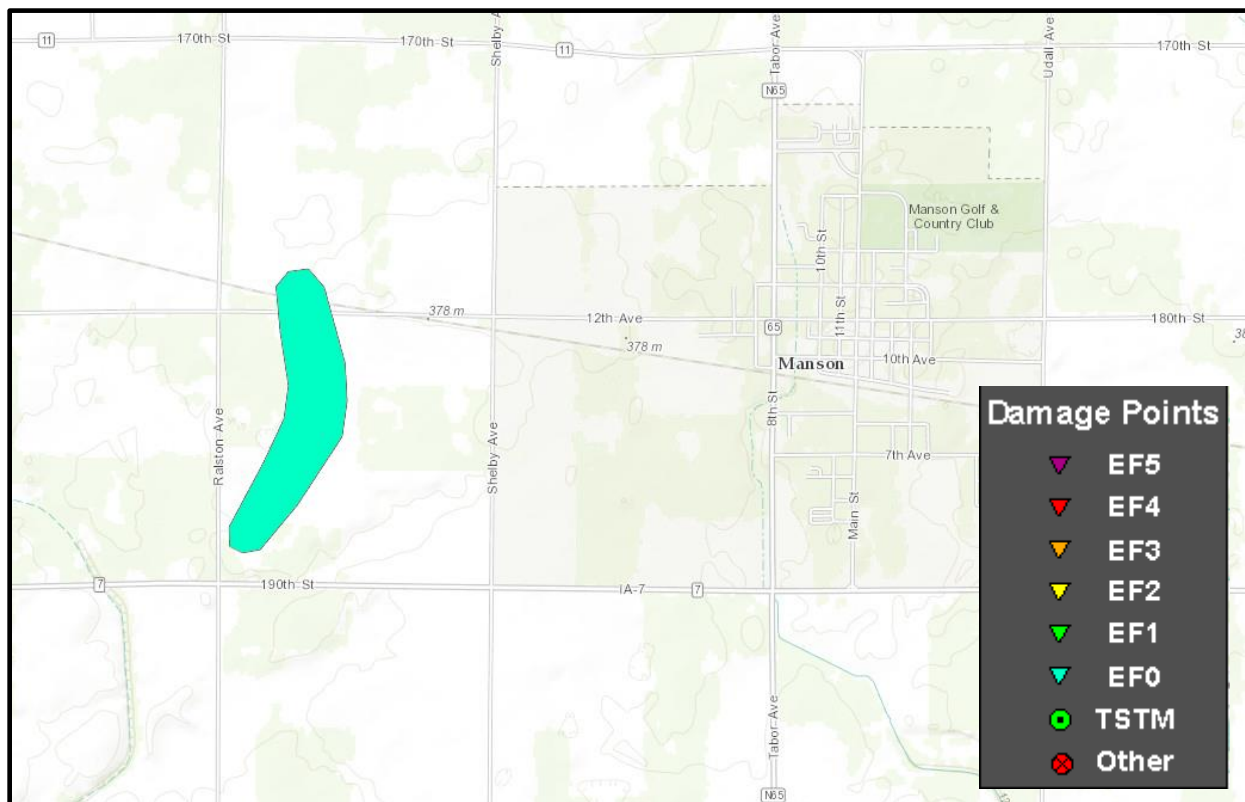 11
170th St
170th St
11
170th St
Shelby A
Tabor Ave
Udall Ave
N65
Manson Golf &
Country Club
10th St
11th St
378 m
12th Ave
65
180th St
378 m
38
Manson
10th Ave
Ralston Ave
Shelby Ave
8th St
7th Ave
Main St
7
190th St
IA-7
7
Tabor Ave
N65
Damage Points
EF5
EF4
EF3
EF2
EF1
EF0
TSTM
Other